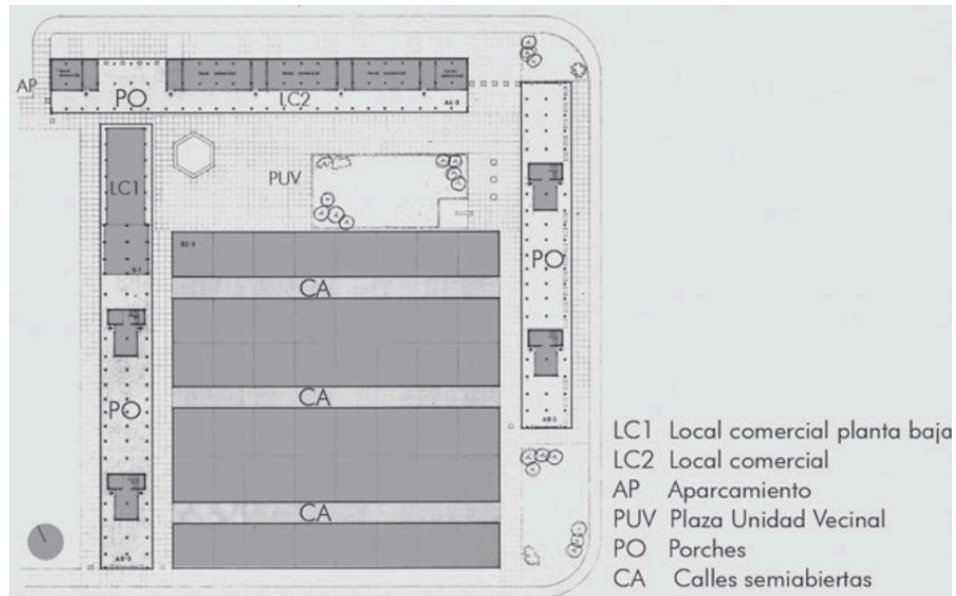 AP
PO
LC2
LC1
PUV
PO
CA
CA
PO
CA
LC1 Local comercial planta baja
LC2 Local comercial
AP Aparcamiento
PUV Plaza Unidad Vecinal
PO Porches
CA Calles semiabiertas